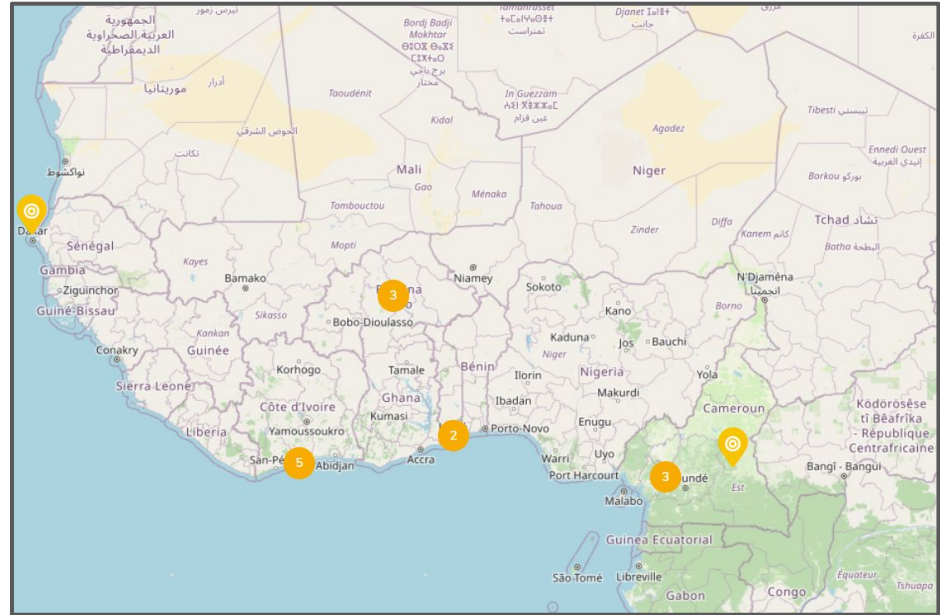 تيرس زمور
الجمهورية
العربية الصحراوية
الديمقراطية
Bordj Badji
Mokhtar
برج باجي
مختار
Tamanrasset
تمنراست
Djanet
جانت
الكفرة
موريتانيا
أدرار
Taoudénit
In Guezzam
عين قزام
Tibesti تيبستي
الحوض الشرقي
Kidal
Agadez
تكانت
Ennedi Ouest
إنيدي الغربية
نواكشوط
Mali
Niger
Borkou بوركو
Gao
Ménaka
Tombouctou
Tahoua
Diffa
Tchad تشاد
Dakar
Zinder
Kanem كانم
Batha البطحة
Sénégal
Mopti
Kayes
Gambia
Bamako
Niamey
Sokoto
N'Djaména
انجمينا
Ziguinchor
3
Guiné-Bissau
Sikasso
Kano
Borno
Bobo-Dioulasso
Kankan
Kaduna
Jos
Bauchi
Conakry
Guinée
Niger
Korhogo
Tamale
Bénin
Ilorin
Nigeria
Yola
Sierra Leone
Makurdi
Ghana
Ibadan
Côte d'Ivoire
Cameroun
Ködörösêse
tî Bêafrîka
- République
Centrafricaine
Kumasi
Enugu
Liberia
Yamoussoukro
2
Porto-Novo
5
Abidjan
Accra
Warri
Uyo
Port Harcourt
3
Bangî - Bangui
Est
Malabo
Guinea Ecuatorial
São Tomé
Libreville
Équateur
Tshuapa
Gabon
Congo